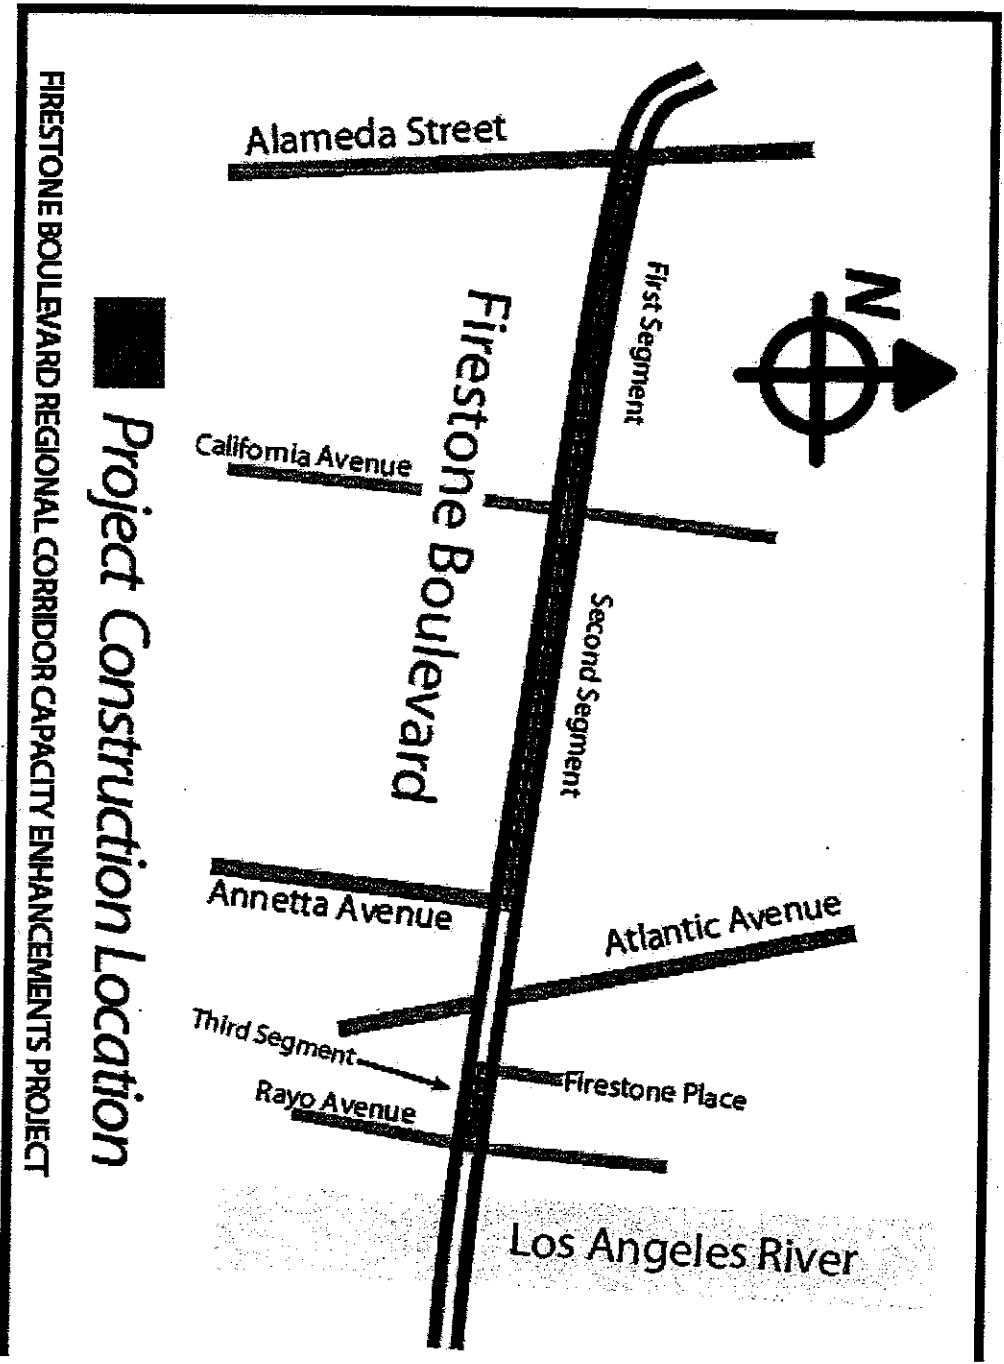 N
Alameda Street
First Segment
Firestone Boulevard
California Avenue
Second Segment
Annetta Avenue
Atlantic Avenue
Third Segment
Firestone Place
Rayo Avenue
Los Angeles River
Project Construction Location
FIRESTONE BOULEVARD REGIONAL CORRIDOR CAPACITY ENHANCEMENTS PROJECT